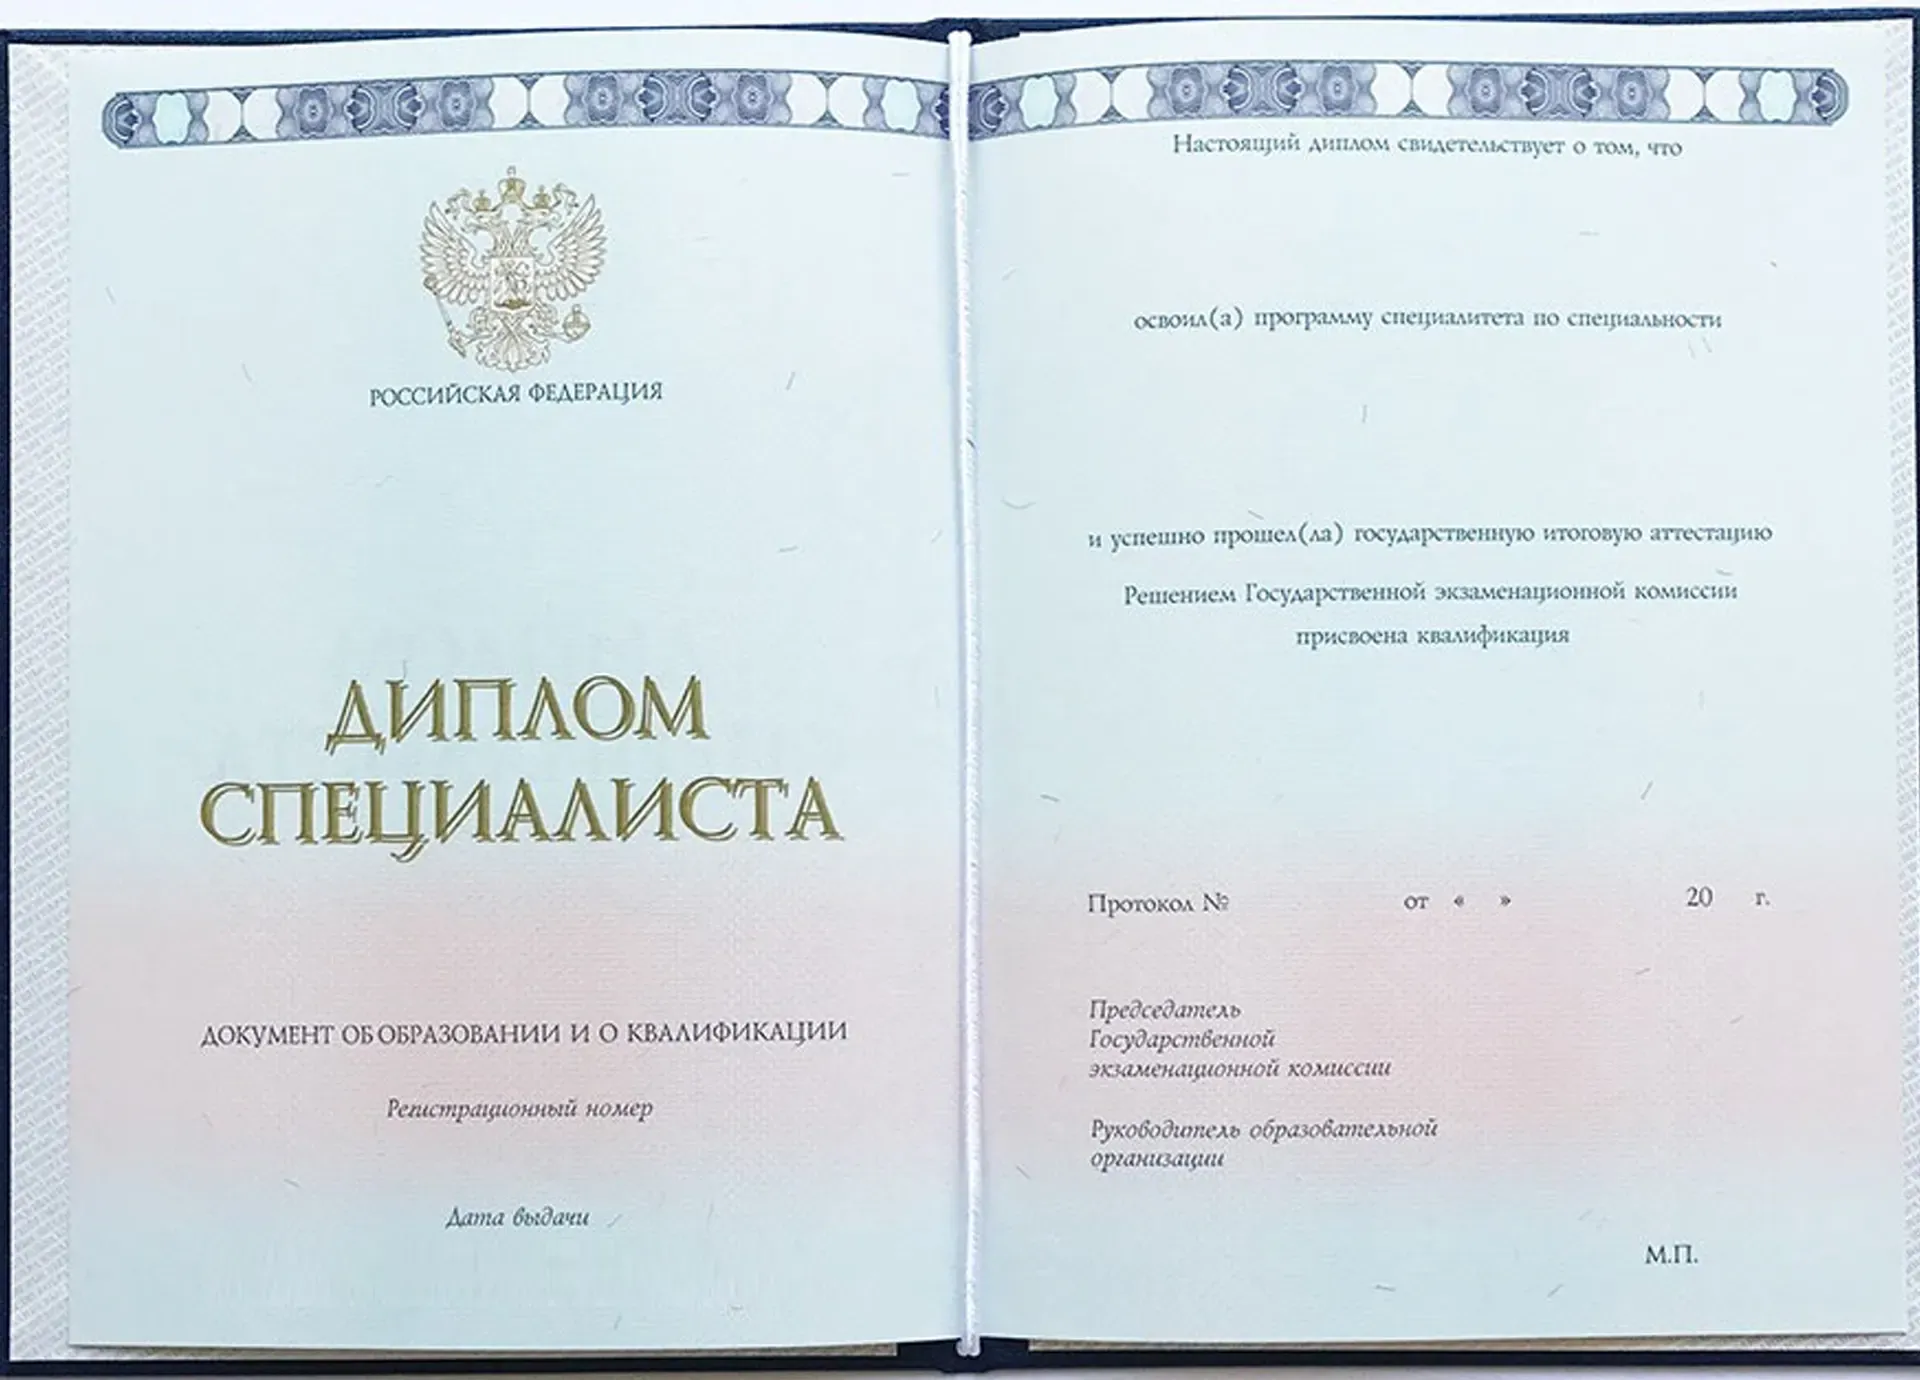 РОССИЙСКАЯ ФЕДЕРАЦИЯ
ДИПЛОМ
СПЕЦИАЛИСТА
ДОКУМЕНТ ОБ ОБРАЗОВАНИИ И О КВАЛИФИКАЦИИ
Регистрационный номер
Дата выдачи
Настоящий диплом свидетельствует о том, что
освоил(а) программу специалитета по специальности
и успешно прошел(ла) государственную итоговую аттестацию
Решением Государственной экзаменационной комиссии
присвоена квалификация
Протокол № от « » 20 г.
Председатель
Государственной
экзаменационной комиссии
Руководитель образовательной
организации
М.П.